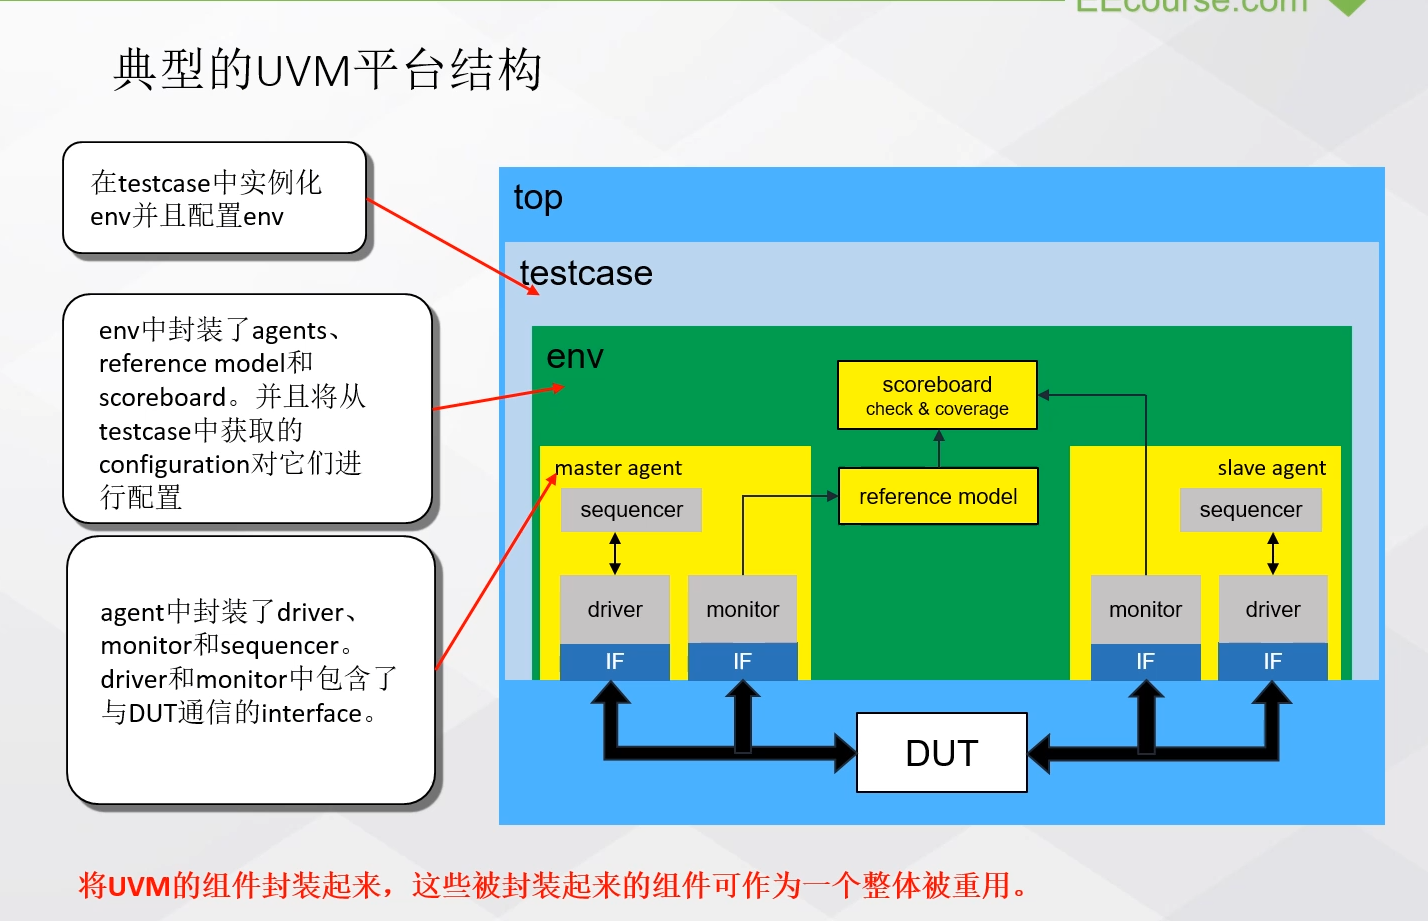 EEcourse.com
典型的UVM平台结构
在testcase中实例化
env并且配置env
env中封装了agents、
reference model和
scoreboard。并且将从
testcase中获取的
configuration对它们进
行配置
agent中封装了driver、
monitor和sequencer。
driver和monitor中包含了
与DUT通信的interface。
top
testcase
env
scoreboard
check & coverage
master agent
slave agent
sequencer
reference model
sequencer
driver
monitor
monitor
driver
IF
IF
IF
IF
DUT
将UVM的组件封装起来，这些被封装起来的组件可作为一个整体被重用。